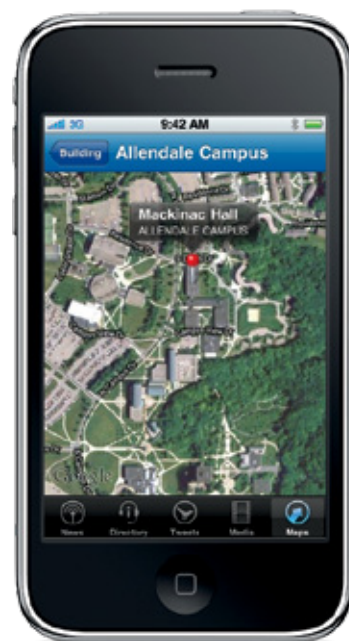 3G 9:42 AM
Building Allendale Campus
Mackinac Hall
ALLENDALE CAMPUS
Google
News Directory Tweets Media Maps